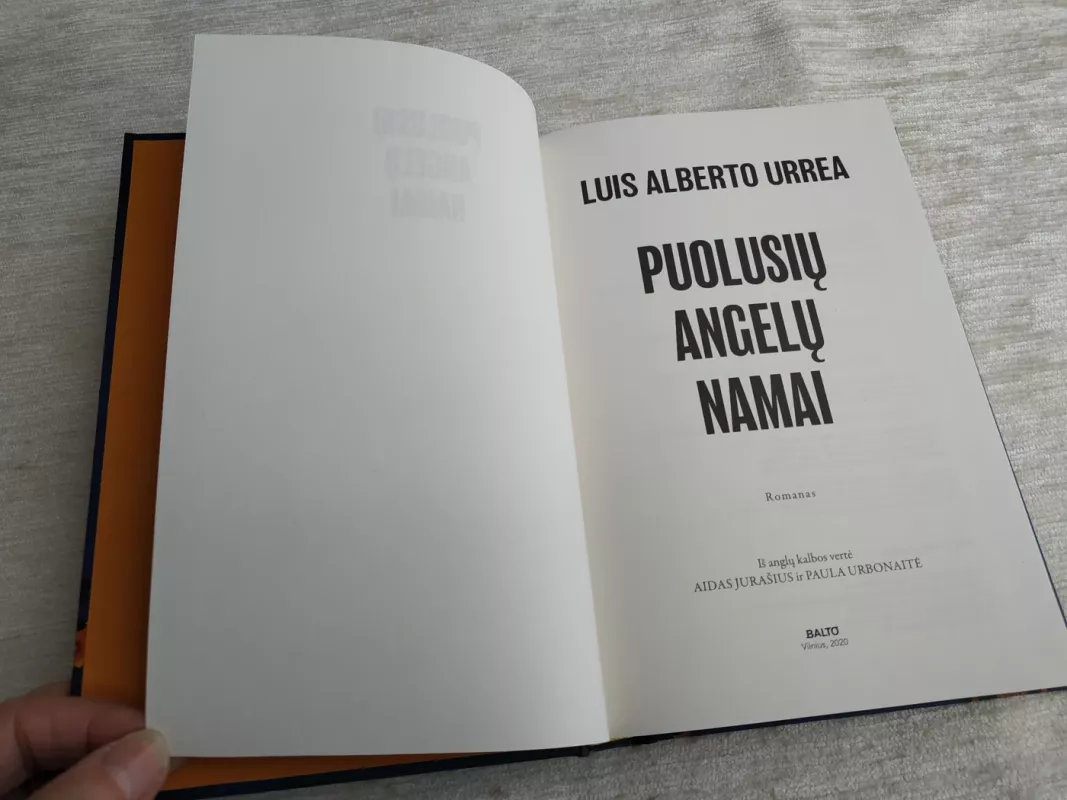 LUIS ALBERTO URREA
PUOLUSIŲ
ANGELŲ
NAMAI
Romanas
Iš anglų kalbos vertė
AIDAS JURAŠIUS ir PAULA URBONAITĖ
BALTO
Vilnius, 2020